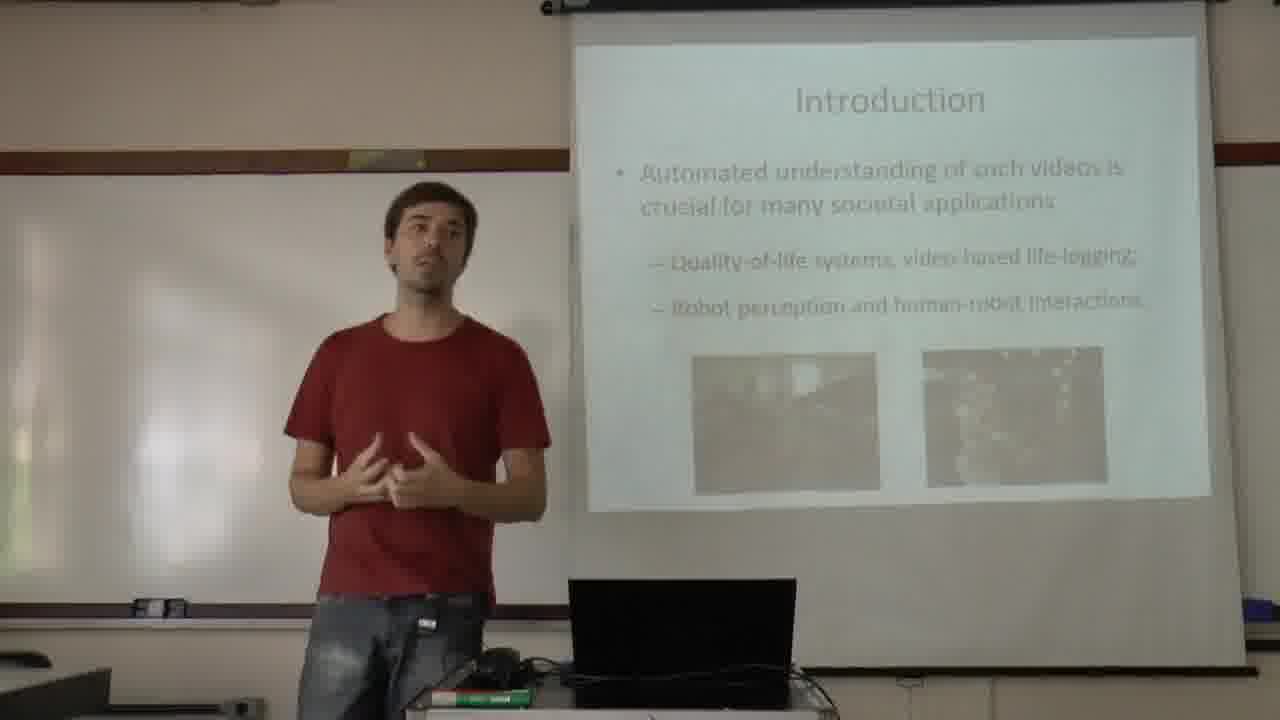 Introduction
• Automated understanding of such videos is
crucial for many societal applications
– Quality-of-life systems, video-based life-logging;
– Robot perception and human-robot interactions.